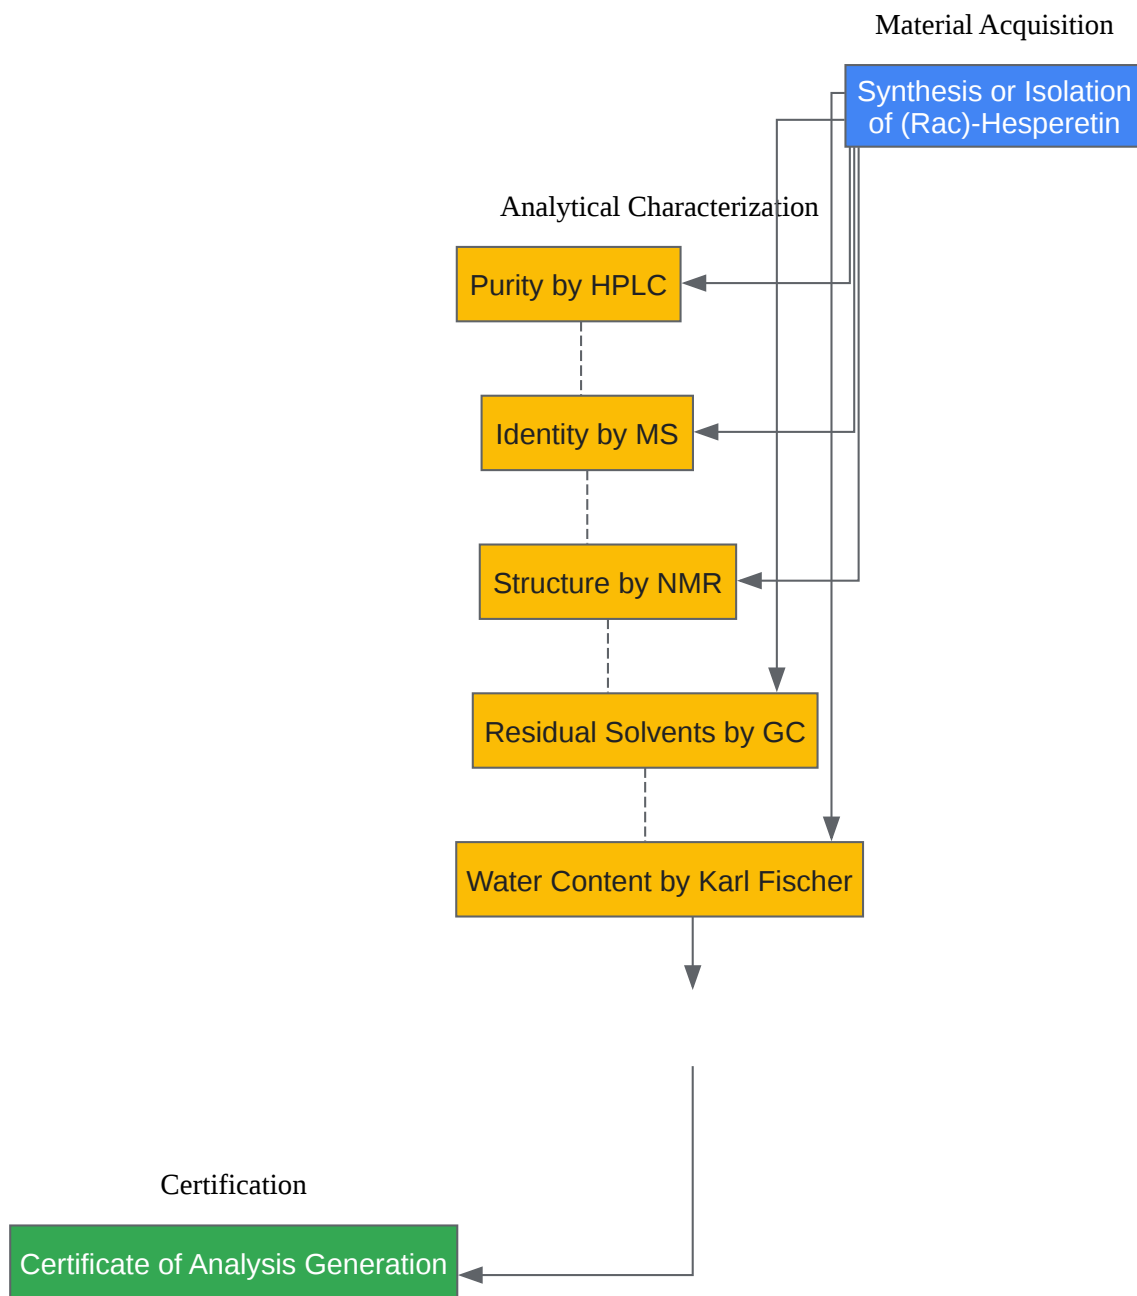 Material Acquisition
Synthesis or Isolation
of (Rac)-Hesperetin
Analytical Characterization
Purity by HPLC
Identity by MS
Structure by NMR
Residual Solvents by GC
Water Content by Karl Fischer
Certification
Certificate of Analysis Generation